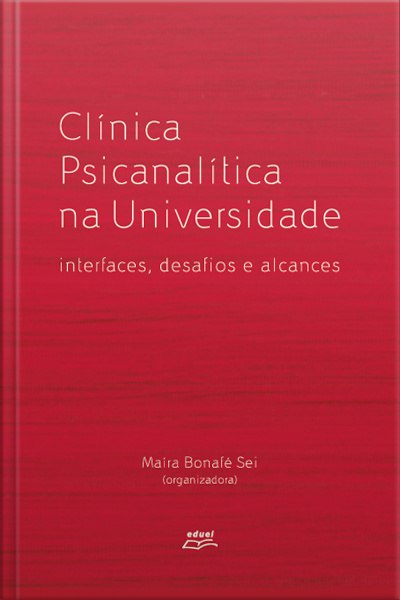 Clínica
Psicanalítica
na Universidade
interfaces, desafios e alcances
Maíra Bonafé Sei
(organizadora)
eduel